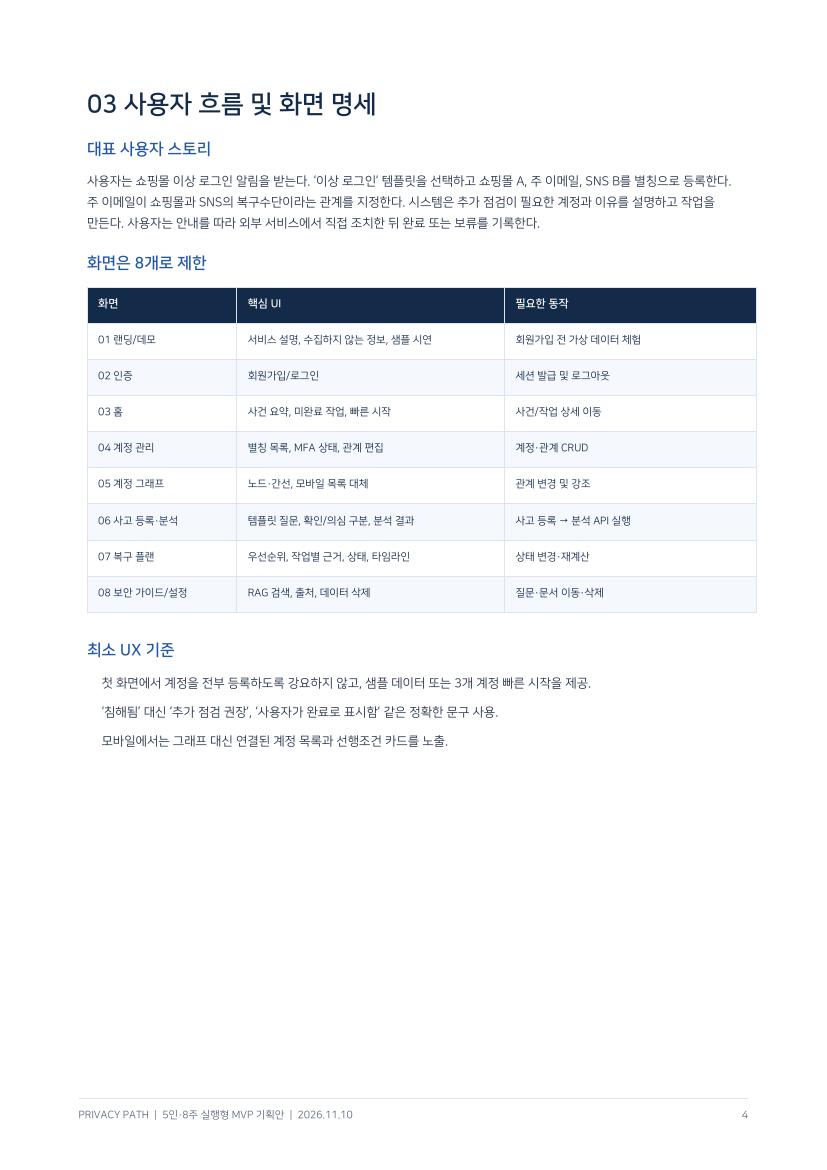 03 사용자 흐름 및 화면 명세
대표 사용자 스토리
사용자는 쇼핑몰 이상 로그인 알림을 받는다. ‘이상 로그인’ 템플릿을 선택하고 쇼핑몰 A, 주 이메일, SNS B를 별칭으로 등록한다.
주 이메일이 쇼핑몰과 SNS의 복구수단이라는 관계를 지정한다. 시스템은 추가 점검이 필요한 계정과 이유를 설명하고 작업을
만든다. 사용자는 안내를 따라 외부 서비스에서 직접 조치한 뒤 완료 또는 보류를 기록한다.
화면은 8개로 제한
화면 핵심 UI 필요한 동작
01 랜딩/데모 서비스 설명, 수집하지 않는 정보, 샘플 시연 회원가입 전 가상 데이터 체험
02 인증 회원가입/로그인 세션 발급 및 로그아웃
03 홈 사건 요약, 미완료 작업, 빠른 시작 사건/작업 상세 이동
04 계정 관리 별칭 목록, MFA 상태, 관계 편집 계정·관계 CRUD
05 계정 그래프 노드·간선, 모바일 목록 대체 관계 변경 및 강조
06 사고 등록·분석 템플릿 질문, 확인/의심 구분, 분석 결과 사고 등록 → 분석 API 실행
07 복구 플랜 우선순위, 작업별 근거, 상태, 타임라인 상태 변경·재계산
08 보안 가이드/설정 RAG 검색, 출처, 데이터 삭제 질문·문서 이동·삭제
최소 UX 기준
첫 화면에서 계정을 전부 등록하도록 강요하지 않고, 샘플 데이터 또는 3개 계정 빠른 시작을 제공.
‘침해됨’ 대신 ‘추가 점검 권장’, ‘사용자가 완료로 표시함’ 같은 정확한 문구 사용.
모바일에서는 그래프 대신 연결된 계정 목록과 선행조건 카드를 노출.
PRIVACY PATH | 5인·8주 실행형 MVP 기획안 | 2026.11.10 4